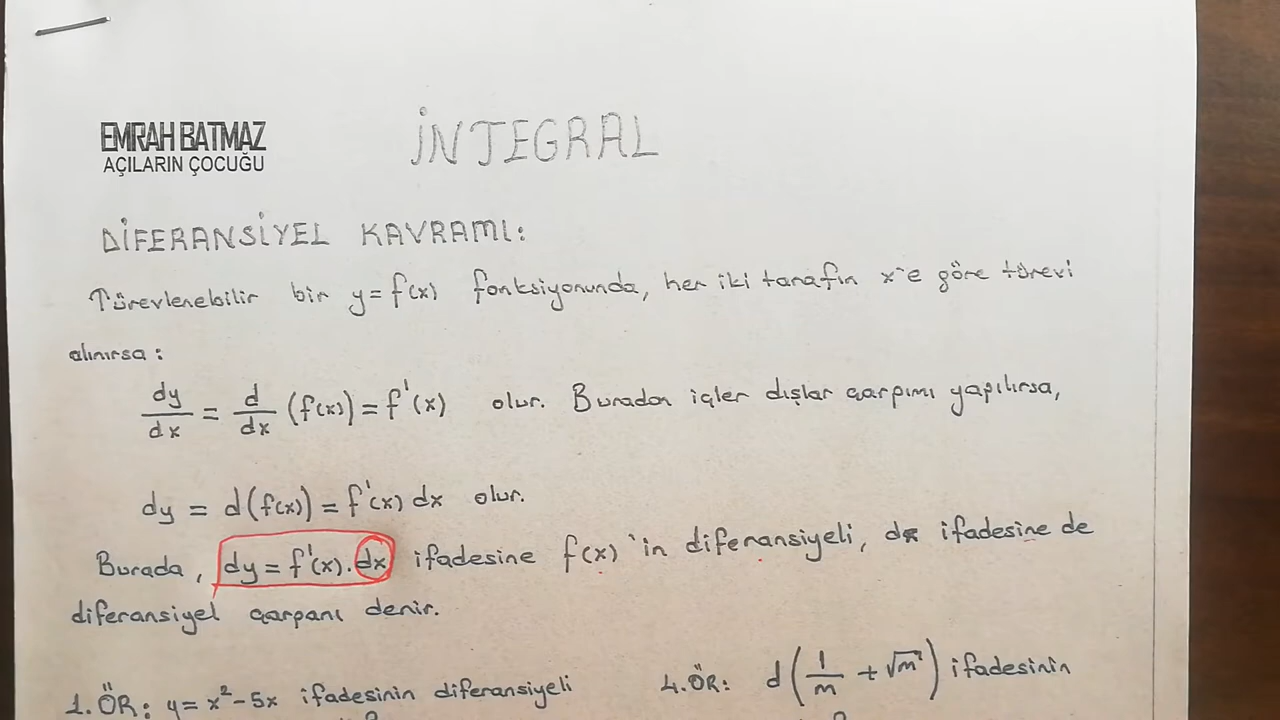 EMRAH BATMAZ
AÇILARIN ÇOCUĞU
İNTEGRAL
DİFERANSİYEL KAVRAMI:
Türevlenebilir bir y = f(x) fonksiyonunda, her iki tarafın x'e göre türevi
alınırsa:
dy/dx = d/dx (f(x)) = f'(x) olur. Buradan içler dışlar çarpımı yapılırsa,
dy = d(f(x)) = f'(x) dx olur.
Burada, dy = f'(x). dx ifadesine f(x)'in diferansiyeli, dx ifadesine de
diferansiyel çarpanı denir.
1. ÖR: y = x² - 5x ifadesinin diferansiyeli
4. ÖR: d(1/m + √m) ifadesinin